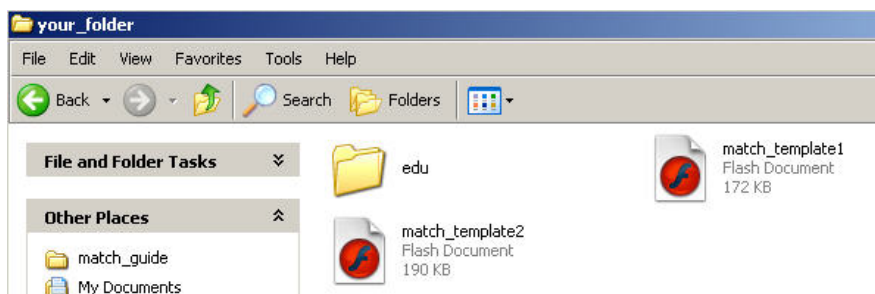 your_folder
File Edit View Favorites Tools Help
Back Search Folders
File and Folder Tasks
edu
match_template1
Flash Document
172 KB
Other Places
match_template2
Flash Document
190 KB
match_guide
My Documents